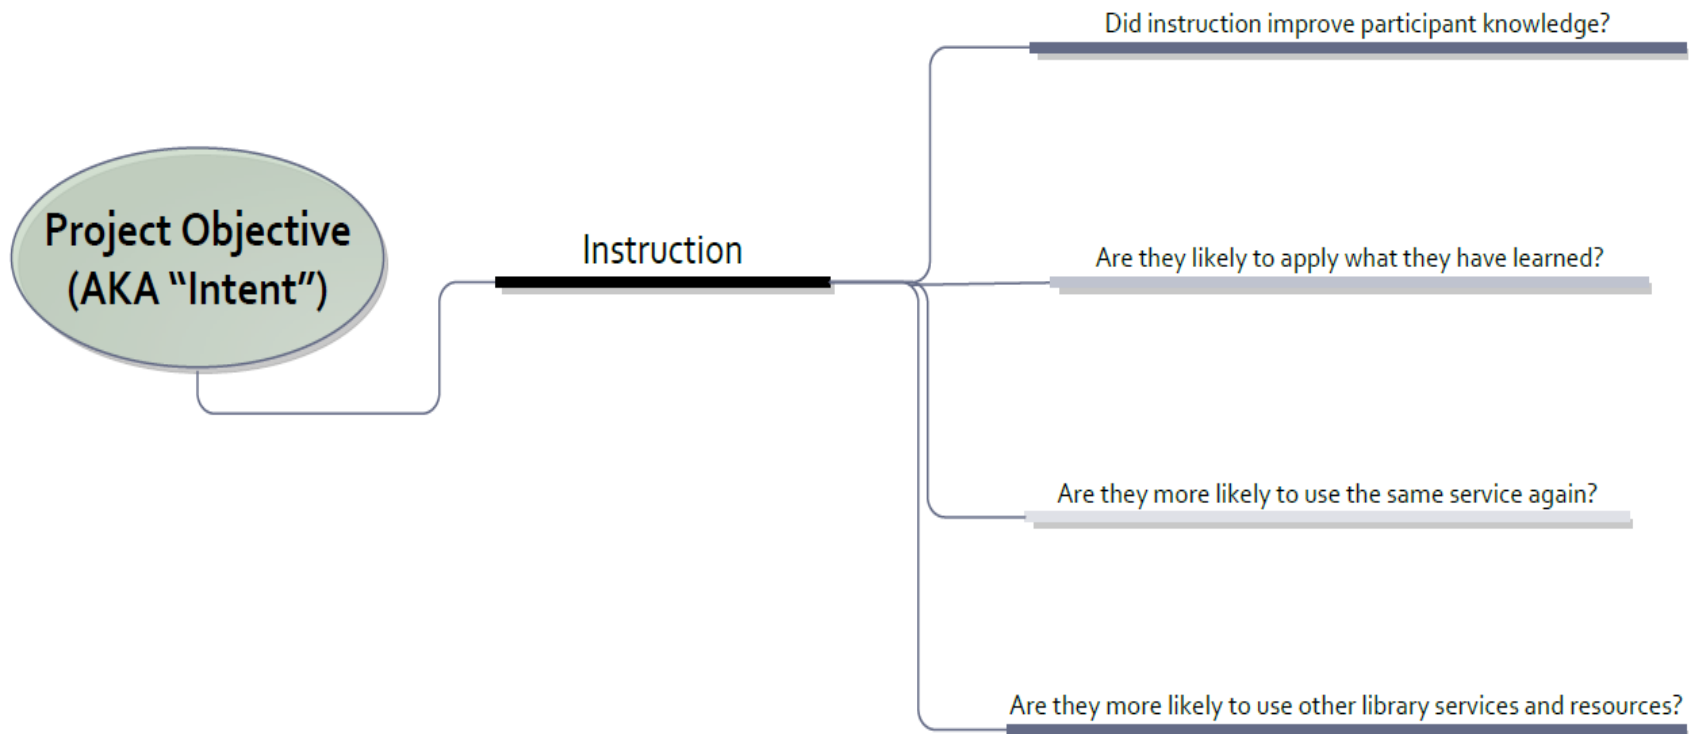 Project Objective
(AKA “Intent”)
Instruction
Did instruction improve participant knowledge?
Are they likely to apply what they have learned?
Are they more likely to use the same service again?
Are they more likely to use other library services and resources?